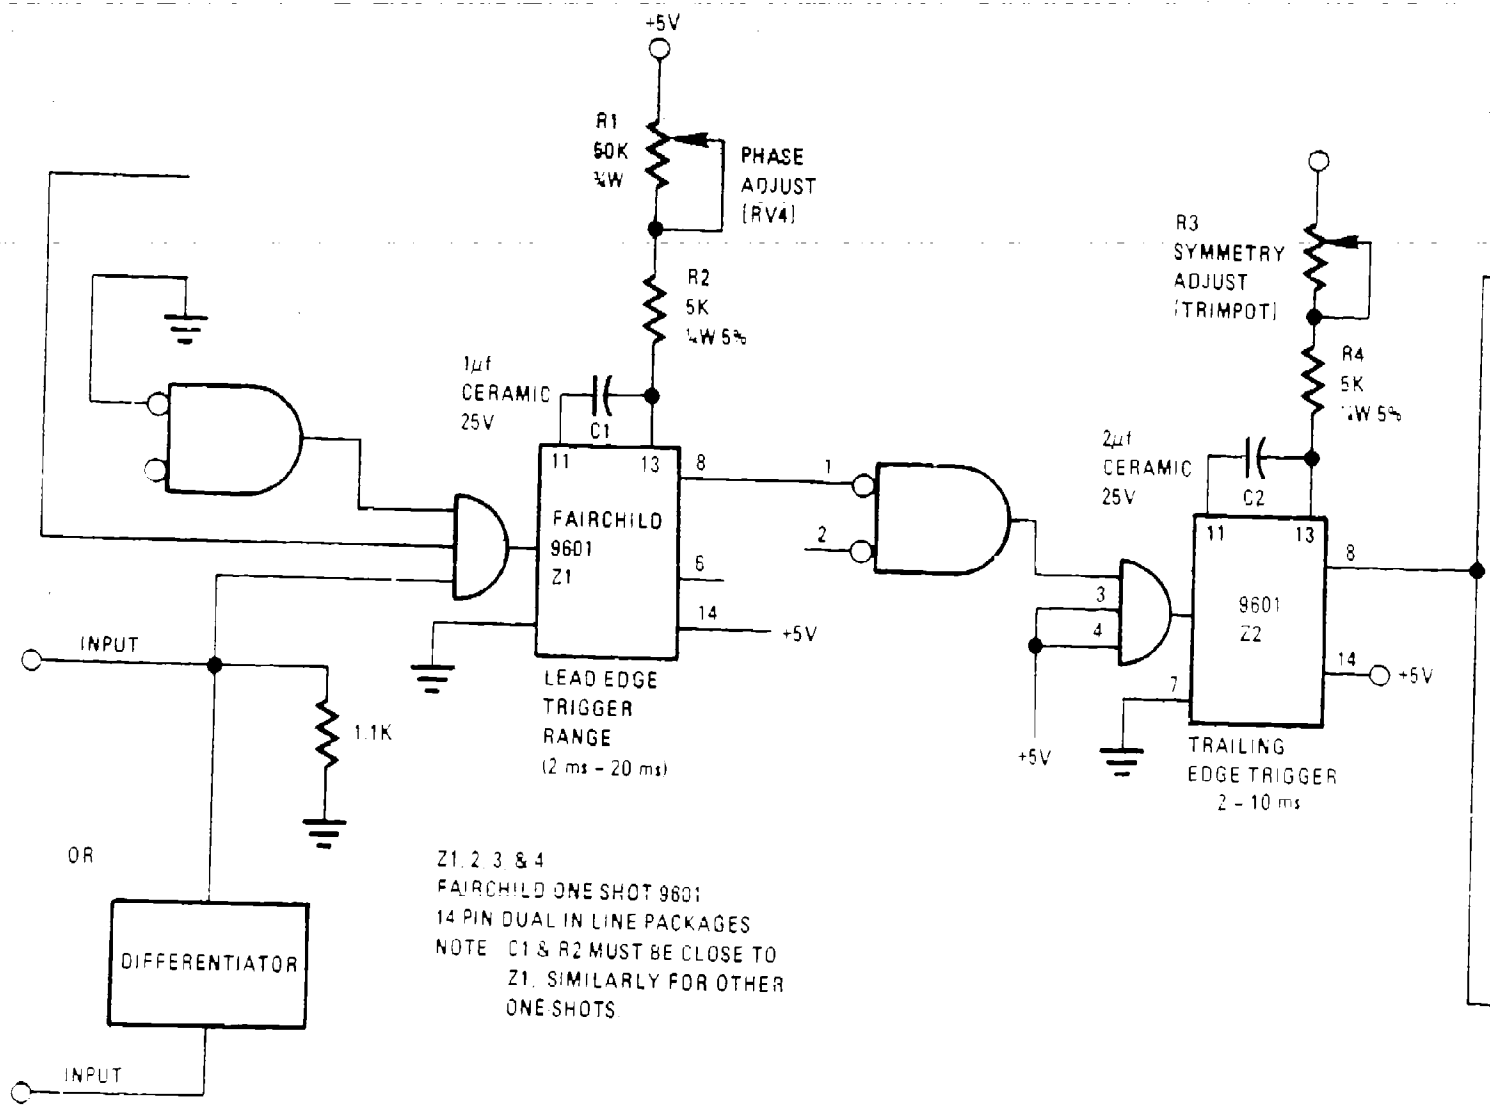 +5V
R1
50K
¼W
PHASE
ADJUST
(RV4)
R2
5K
¼W 5%
R3
SYMMETRY
ADJUST
(TRIMPOT)
R4
5K
¼W 5%
1µf
CERAMIC
25V
C1
2µf
CERAMIC
25V
C2
11
13
8
FAIRCHILD
9601
Z1
6
14
+5V
1
2
11
13
8
3
4
9601
Z2
14
+5V
7
+5V
INPUT
1.1K
LEAD EDGE
TRIGGER
RANGE
(2 ms – 20 ms)
TRAILING
EDGE TRIGGER
2 – 10 ms
OR
DIFFERENTIATOR
INPUT
Z1, 2, 3, & 4
FAIRCHILD ONE SHOT 9601
14 PIN DUAL IN LINE PACKAGES
NOTE C1 & R2 MUST BE CLOSE TO
Z1, SIMILARLY FOR OTHER
ONE-SHOTS.